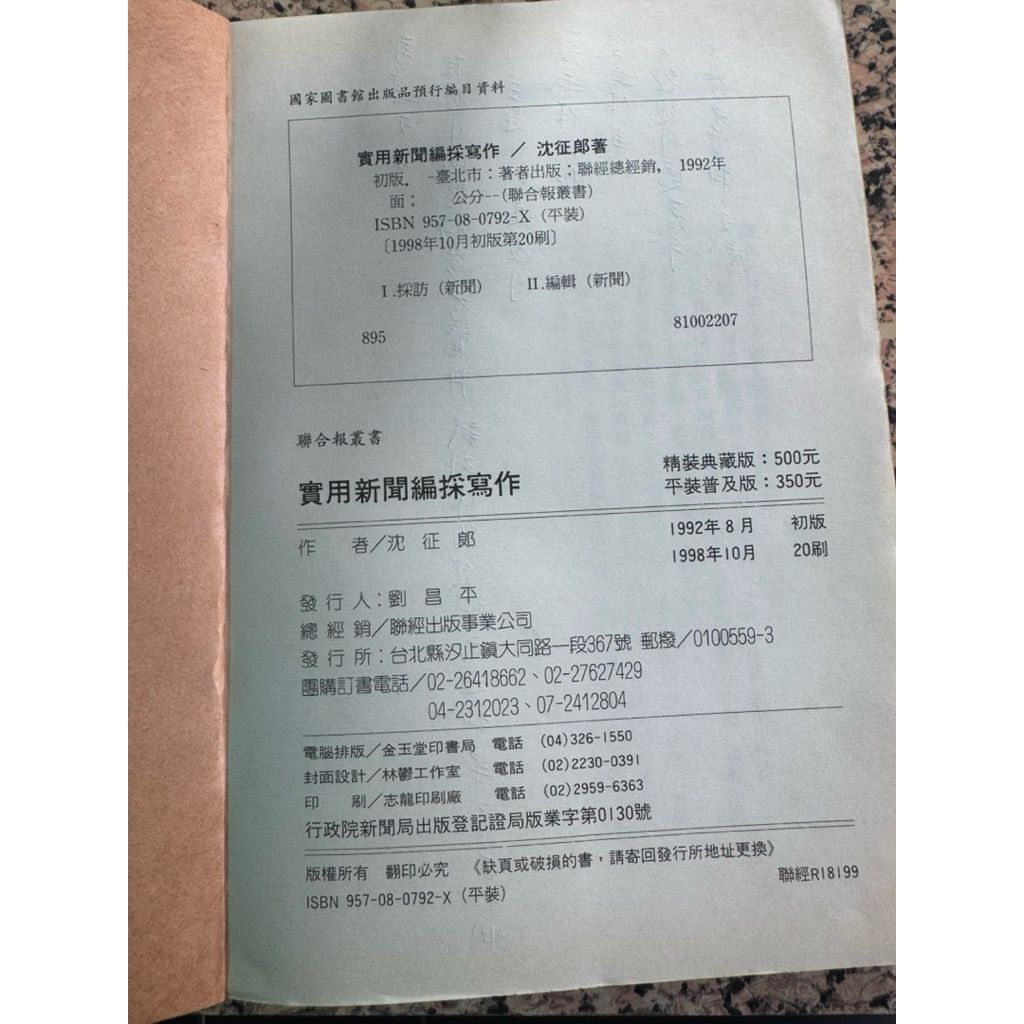 國家圖書館出版品預行編目資料
實用新聞編採寫作 / 沈征郎著
初版. -臺北市：著者出版；聯經總經銷, 1992年
面； 公分--(聯合報叢書)
ISBN 957-08-0792-X (平裝)
〔1998年10月初版第20刷〕
I.採訪（新聞） II.編輯（新聞）
895 81002207
聯合報叢書
實用新聞編採寫作
精裝典藏版：500元
平裝普及版：350元
作 者/沈征郎
1992年8月 初版
1998年10月 20刷
發行人：劉昌平
總經銷/聯經出版事業公司
發行所：台北縣汐止鎮大同路一段367號 郵撥/0100559-3
團購訂書電話/02-26418662、02-27627429
04-2312023、07-2412804
電腦排版/金玉堂印書局 電話 (04)326-1550
封面設計/林鬱工作室 電話 (02)2230-0391
印 刷/志龍印刷廠 電話 (02)2959-6363
行政院新聞局出版登記證局版業字第0130號
版權所有 翻印必究 《缺頁或破損的書，請寄回發行所地址更換》
聯經R18199
ISBN 957-08-0792-X (平裝)